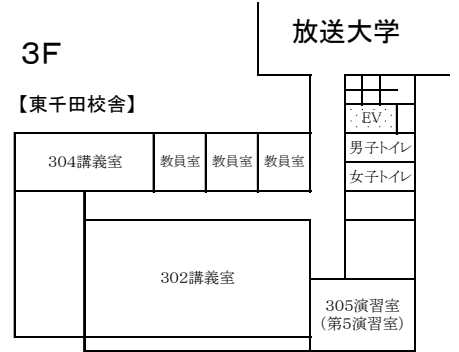 放送大学
3F
【東千田校舎】
EV
男子トイレ
304講義室
教員室
教員室
教員室
女子トイレ
302講義室
305演習室
(第5演習室)